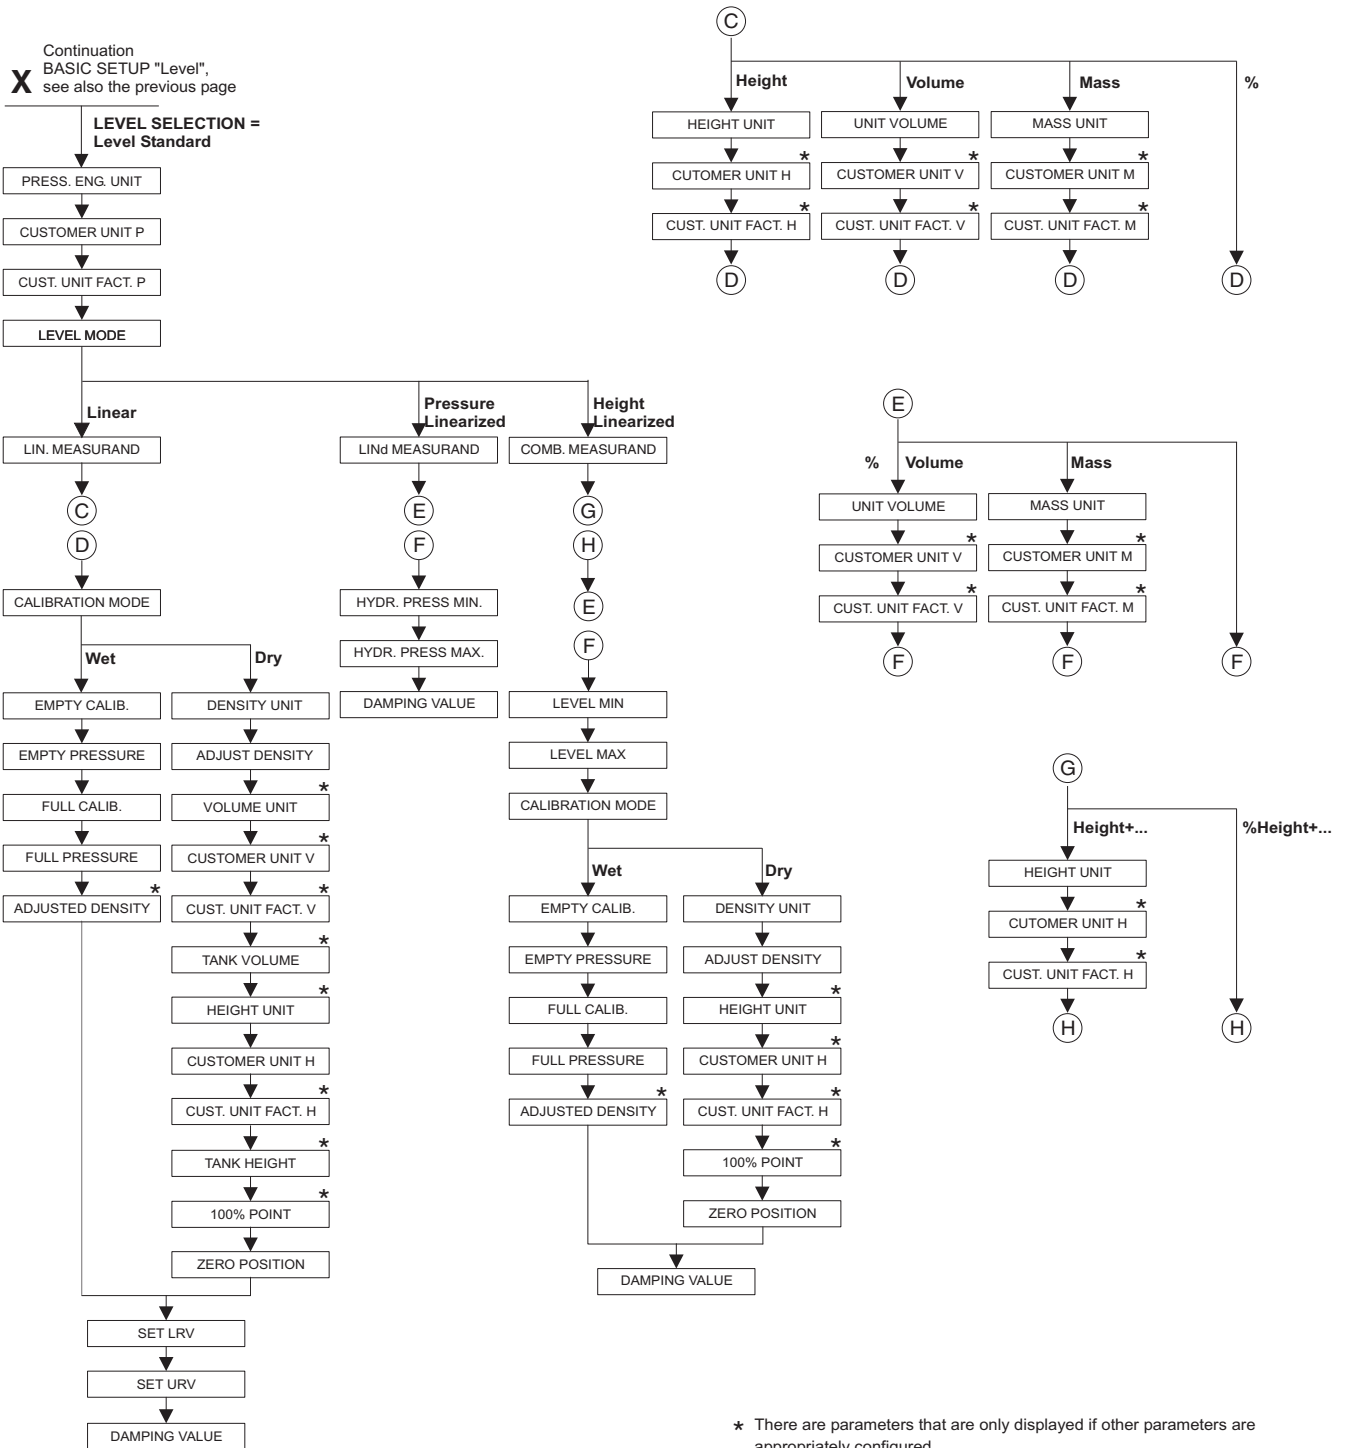 Continuation
X BASIC SETUP "Level",
see also the previous page
LEVEL SELECTION =
Level Standard
PRESS. ENG. UNIT
CUSTOMER UNIT P
CUST. UNIT FACT. P
LEVEL MODE
Linear
LIN. MEASURAND
C
D
CALIBRATION MODE
Wet
EMPTY CALIB.
EMPTY PRESSURE
FULL CALIB.
FULL PRESSURE
*
ADJUSTED DENSITY
Dry
DENSITY UNIT
ADJUST DENSITY
*
VOLUME UNIT
*
CUSTOMER UNIT V
*
CUST. UNIT FACT. V
*
TANK VOLUME
*
HEIGHT UNIT
CUSTOMER UNIT H
*
CUST. UNIT FACT. H
*
TANK HEIGHT
*
100% POINT
ZERO POSITION
SET LRV
SET URV
DAMPING VALUE
Pressure
Linearized
LINd MEASURAND
E
F
HYDR. PRESS MIN.
HYDR. PRESS MAX.
DAMPING VALUE
Height
Linearized
COMB. MEASURAND
G
H
E
F
LEVEL MIN
LEVEL MAX
CALIBRATION MODE
Wet
EMPTY CALIB.
EMPTY PRESSURE
FULL CALIB.
FULL PRESSURE
*
ADJUSTED DENSITY
Dry
DENSITY UNIT
ADJUST DENSITY
*
HEIGHT UNIT
*
CUSTOMER UNIT H
*
CUST. UNIT FACT. H
*
100% POINT
ZERO POSITION
DAMPING VALUE
C
Height
HEIGHT UNIT
*
CUTOMER UNIT H
*
CUST. UNIT FACT. H
D
Volume
UNIT VOLUME
*
CUSTOMER UNIT V
*
CUST. UNIT FACT. V
D
Mass
MASS UNIT
*
CUSTOMER UNIT M
*
CUST. UNIT FACT. M
D
%
D
E
% Volume
UNIT VOLUME
*
CUSTOMER UNIT V
*
CUST. UNIT FACT. V
F
Mass
MASS UNIT
*
CUSTOMER UNIT M
*
CUST. UNIT FACT. M
F
F
G
Height+...
HEIGHT UNIT
*
CUTOMER UNIT H
*
CUST. UNIT FACT. H
H
%Height+...
H
* There are parameters that are only displayed if other parameters are
appropriately configured